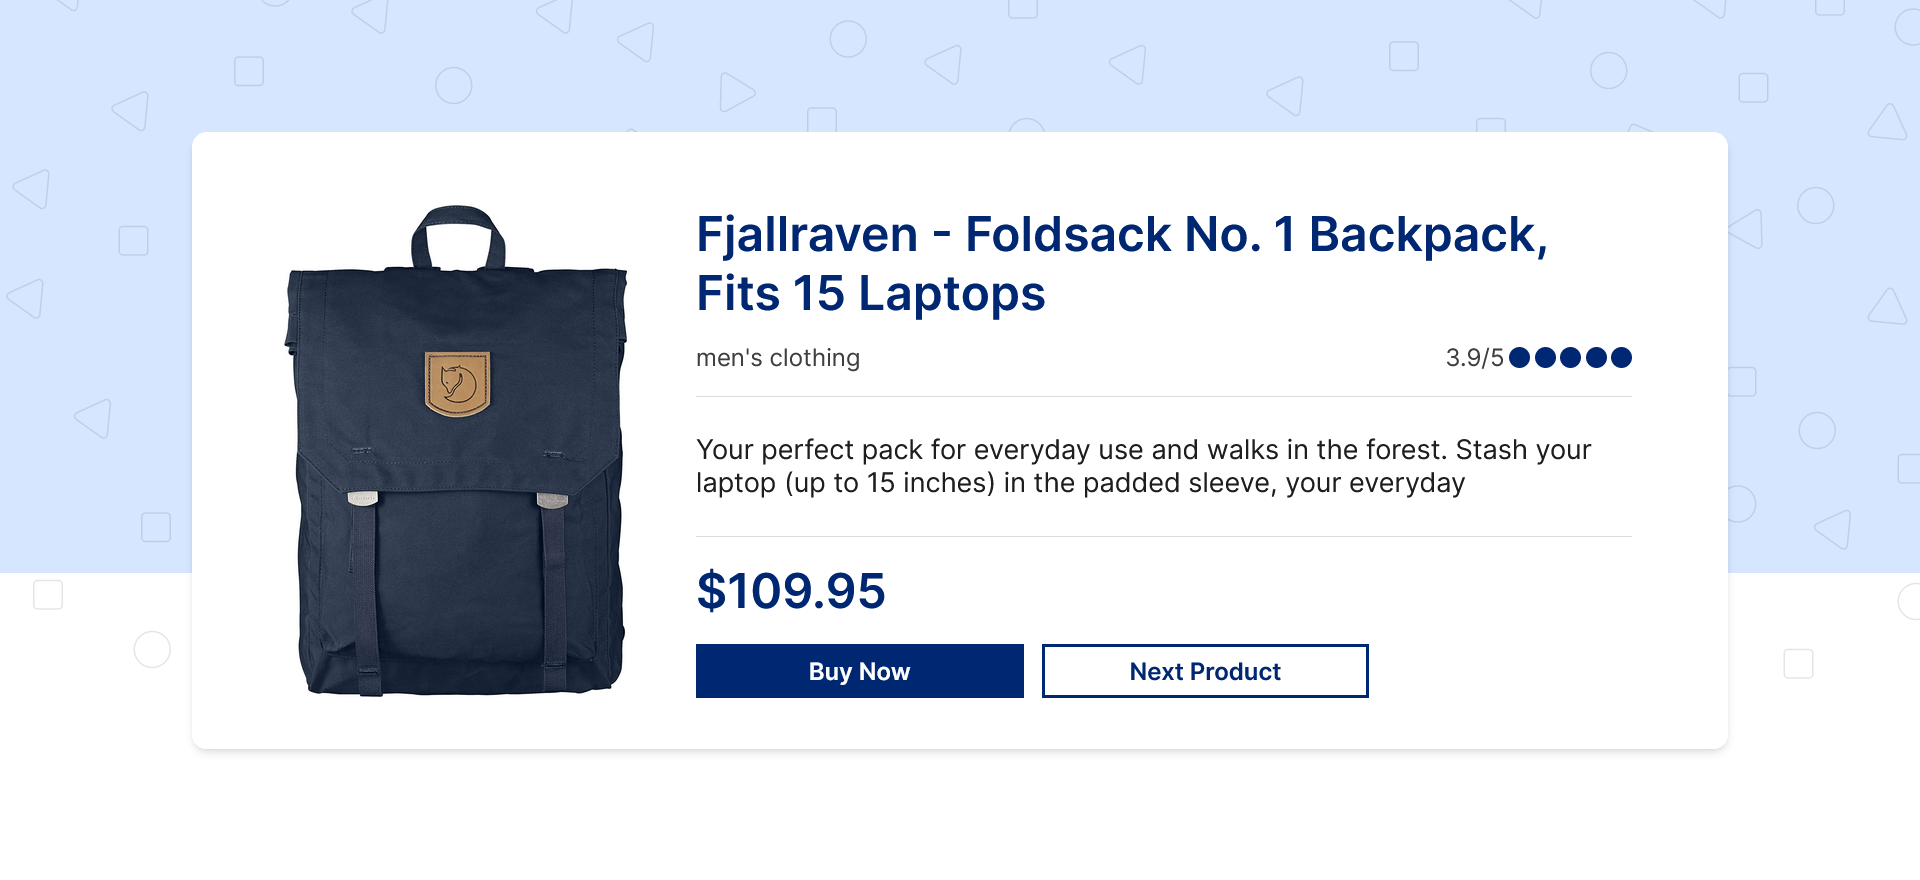 Fjallraven - Foldsack No. 1 Backpack,
Fits 15 Laptops
men's clothing
3.9/5
Your perfect pack for everyday use and walks in the forest. Stash your
laptop (up to 15 inches) in the padded sleeve, your everyday
$109.95
Buy Now
Next Product